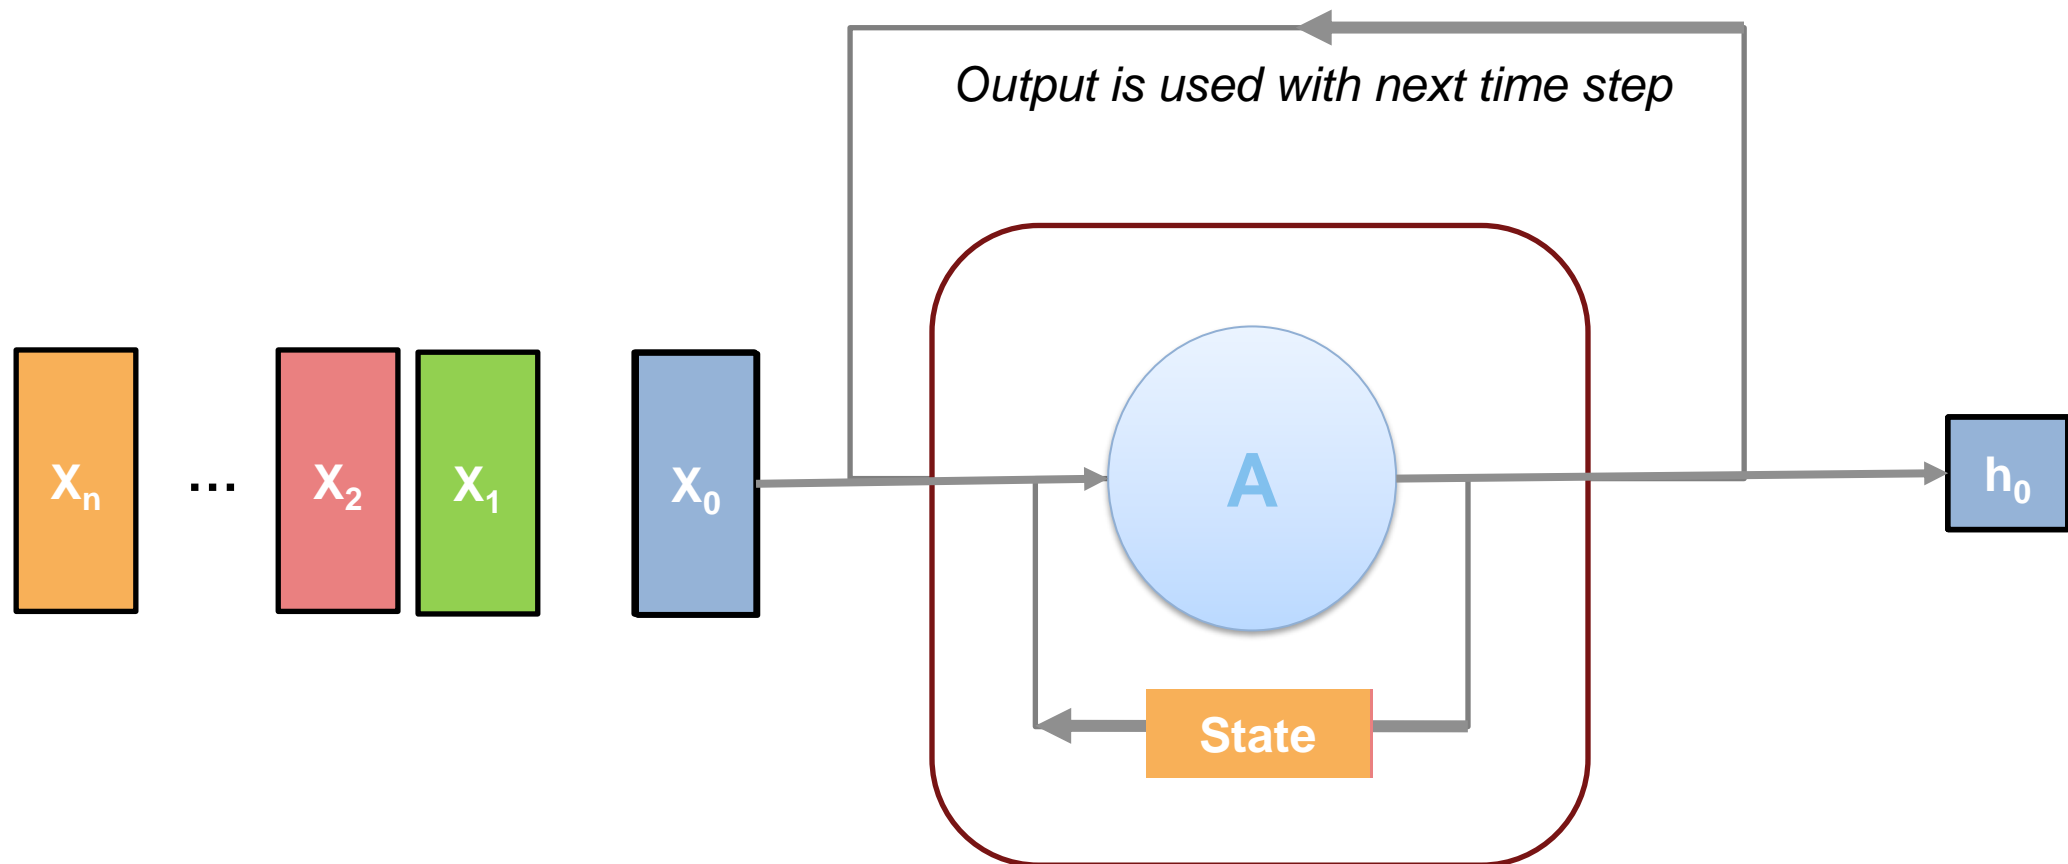 Output is used with next time step
Xn ... X2 X1 X0 A h0
State